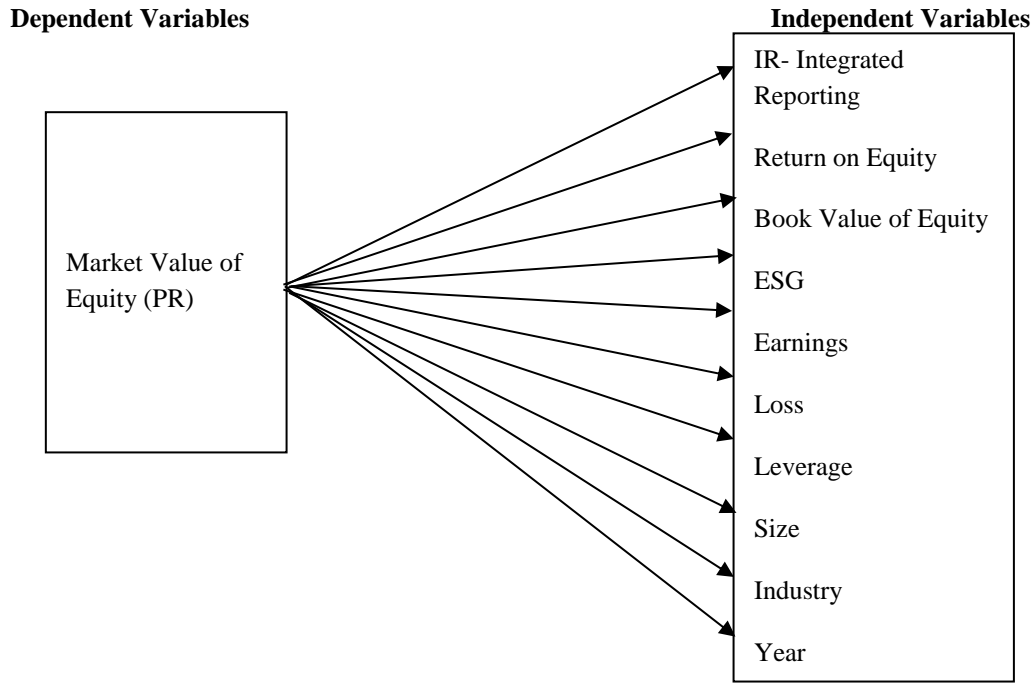 Dependent Variables
Independent Variables
Market Value of
Equity (PR)
IR- Integrated
Reporting
Return on Equity
Book Value of Equity
ESG
Earnings
Loss
Leverage
Size
Industry
Year